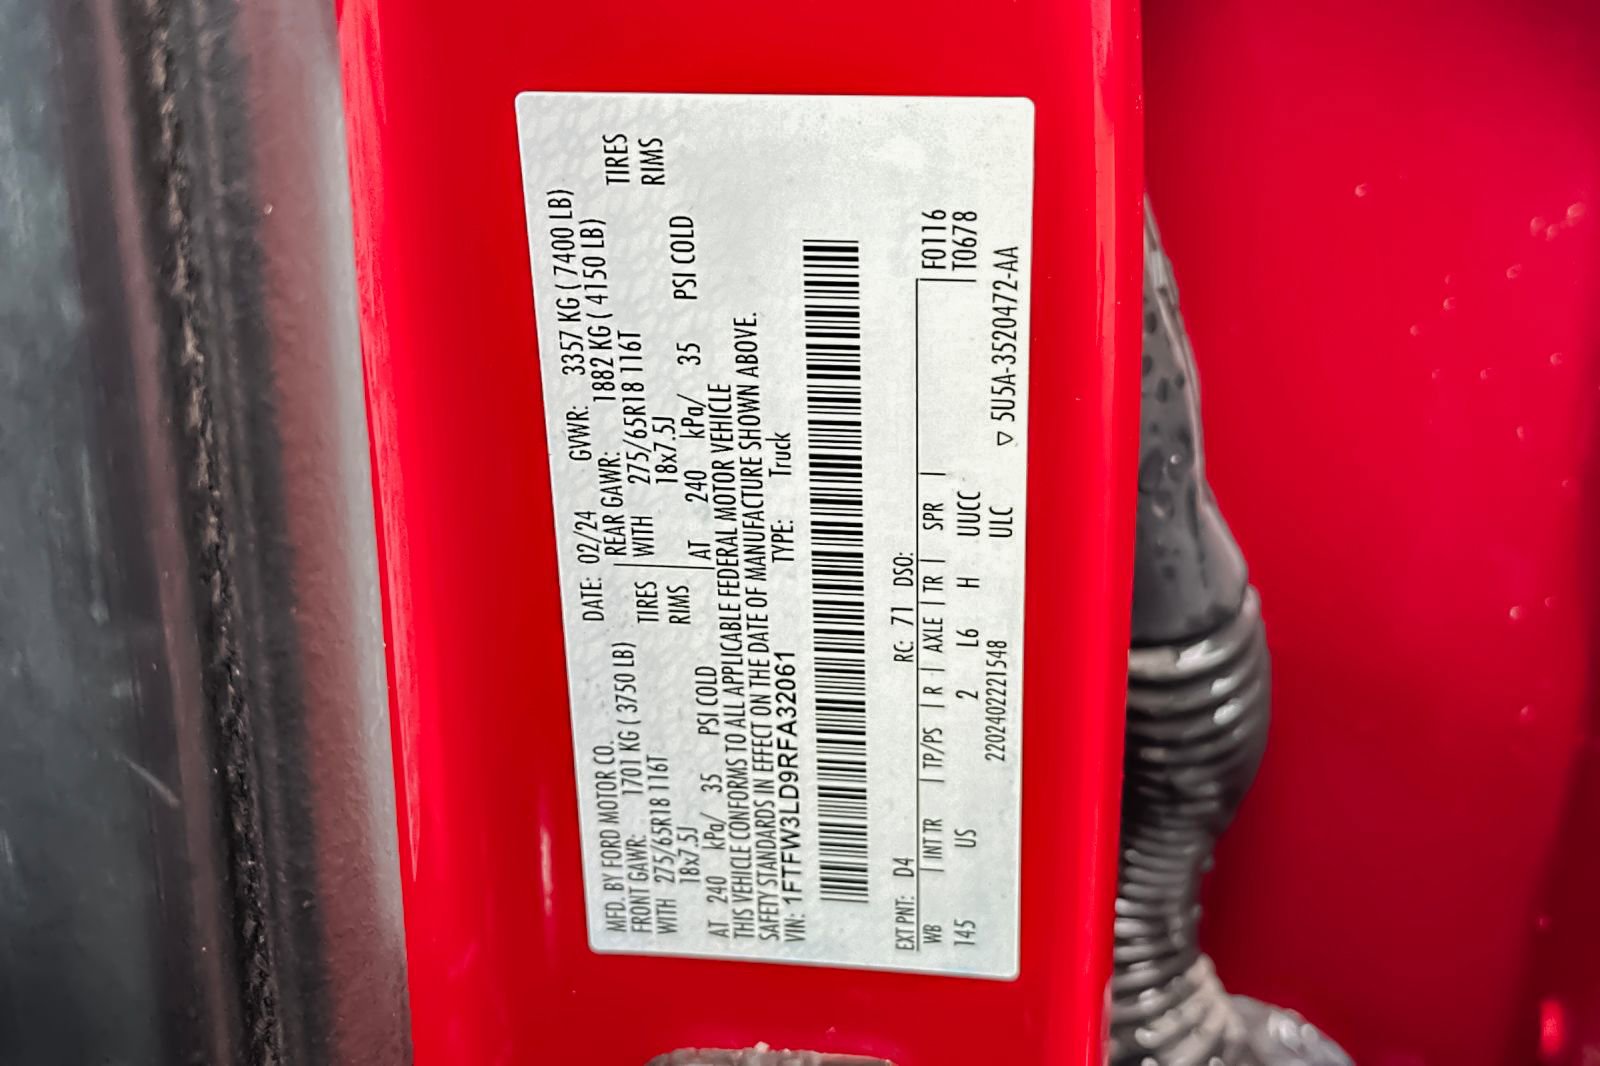 MFD. BY FORD MOTOR CO. DATE: 02/24 GVWR: 3357 KG ( 7400 LB)
FRONT GAWR: 1701 KG ( 3750 LB) REAR GAWR: 1882 KG ( 4150 LB)
WITH 275/65R18 116T TIRES WITH 275/65R18 116T TIRES
18x7.5J RIMS 18x7.5J RIMS
AT 240 kPa/ 35 PSI COLD AT 240 kPa/ 35 PSI COLD
THIS VEHICLE CONFORMS TO ALL APPLICABLE FEDERAL MOTOR VEHICLE
SAFETY STANDARDS IN EFFECT ON THE DATE OF MANUFACTURE SHOWN ABOVE.
VIN: 1FTFW3LD9RFA32061 TYPE: Truck
EXT PNT: D4 RC: 71 DSO:
WB | INT TR | TP/PS | R | AXLE | TR | SPR | F0116
145 US 2 L6 H UUCC T0678
220240221548 ULC ▽ 5U5A-3520472-AA